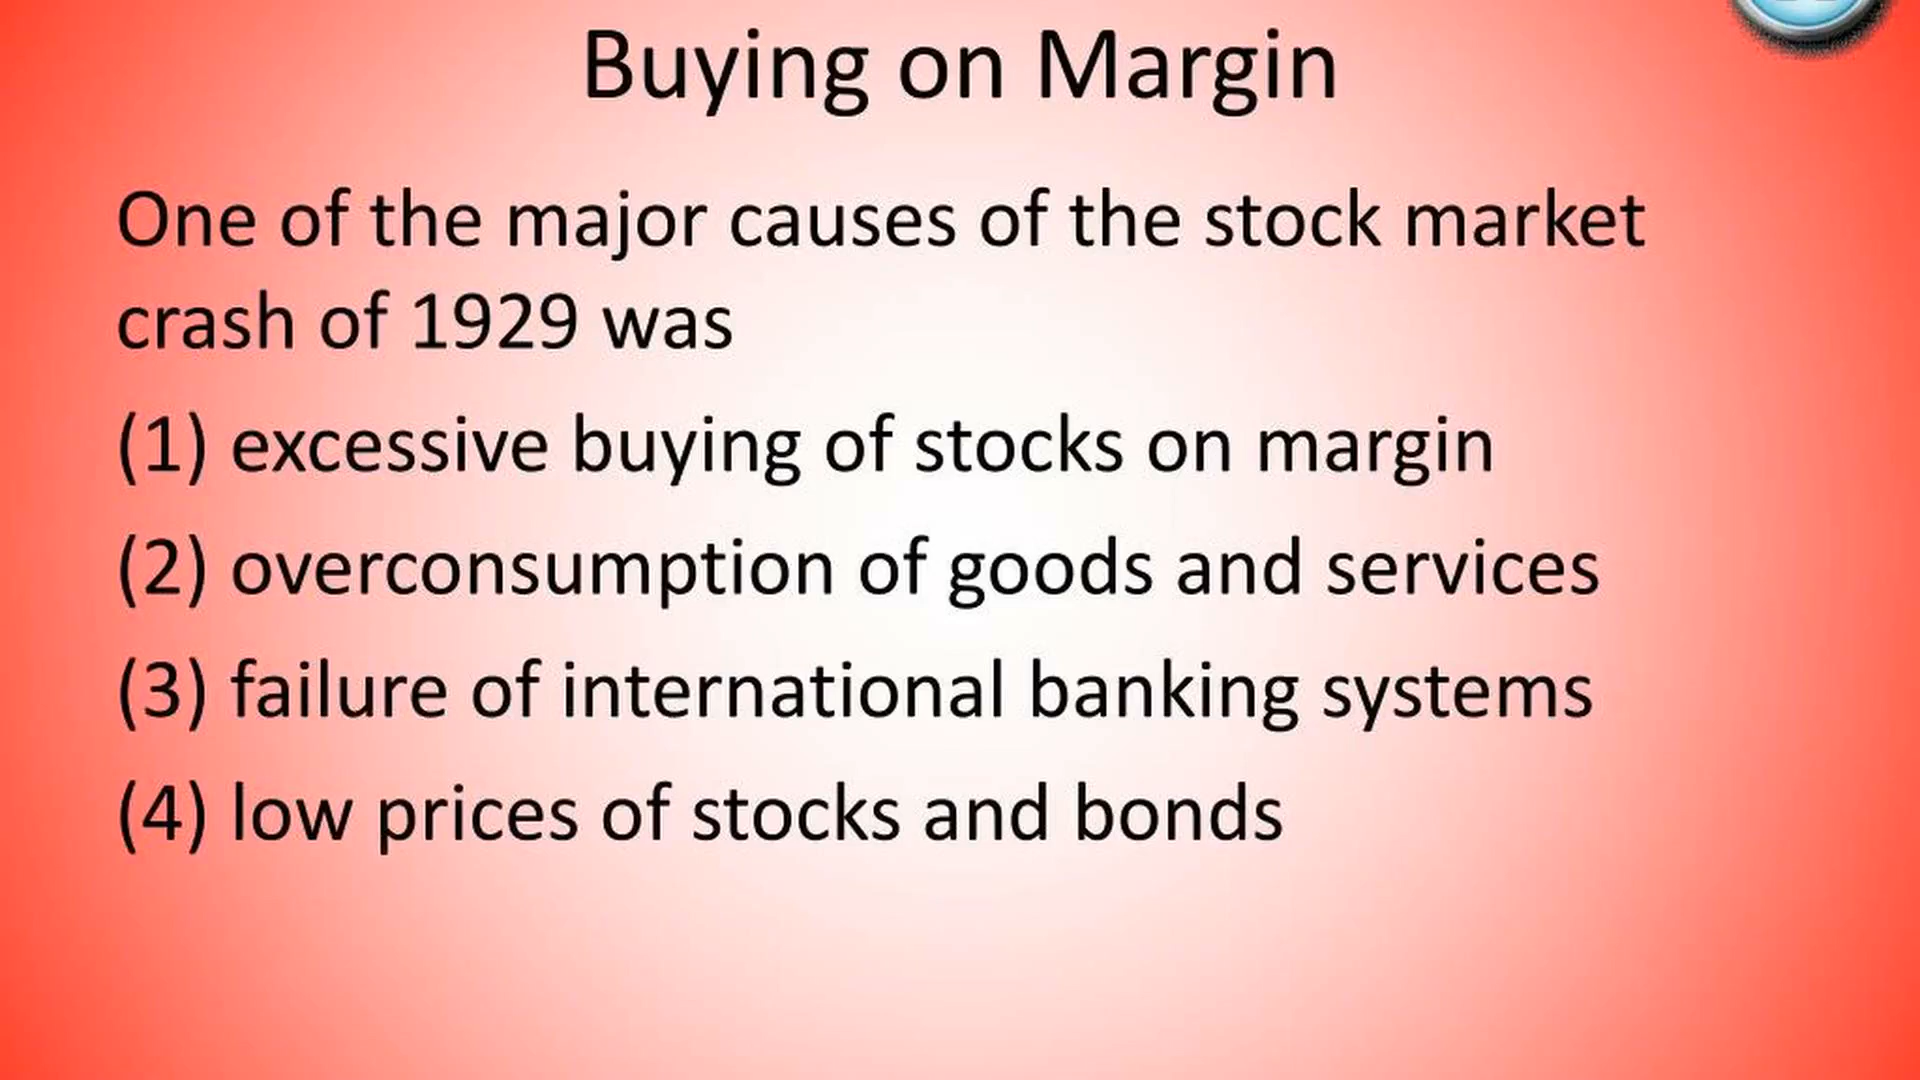 Buying on Margin
One of the major causes of the stock market
crash of 1929 was
(1) excessive buying of stocks on margin
(2) overconsumption of goods and services
(3) failure of international banking systems
(4) low prices of stocks and bonds